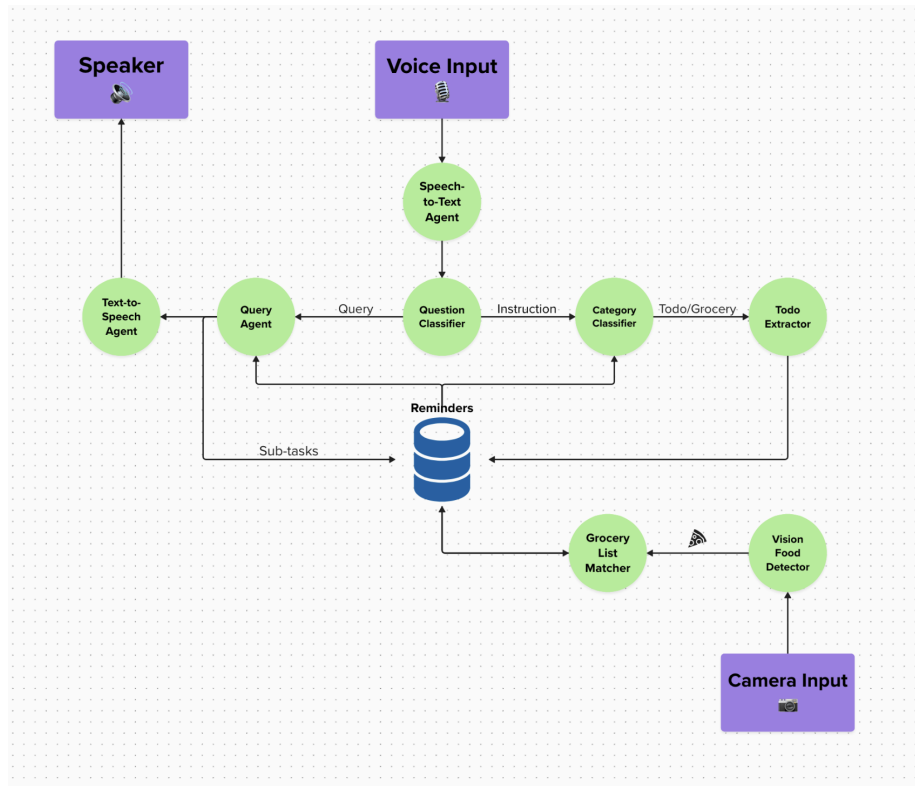 Speaker
Voice Input
Speech-
to-Text
Agent
Text-to-
Speech
Agent
Query
Agent
Query
Question
Classifier
Instruction
Category
Classifier
Todo/Grocery
Todo
Extractor
Reminders
Sub-tasks
Grocery
List
Matcher
Vision
Food
Detector
Camera Input